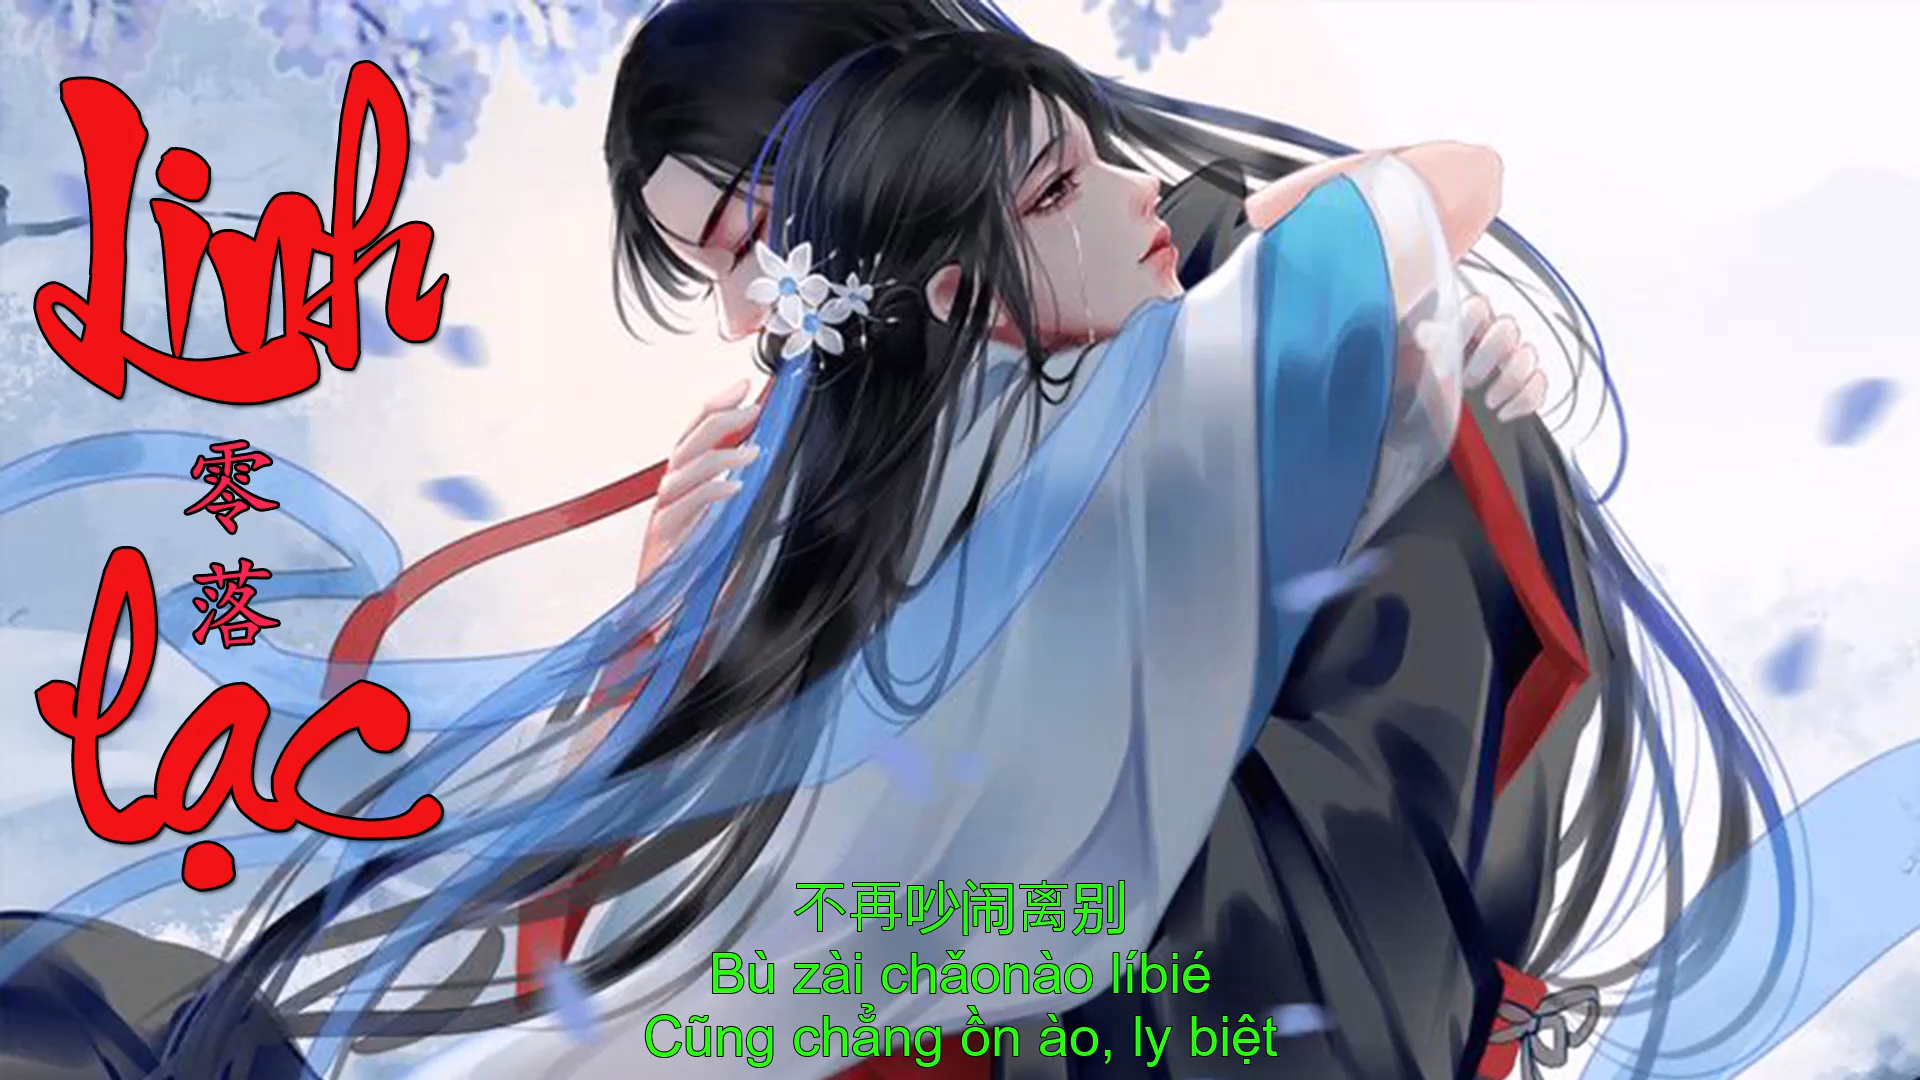 Linh
零
落
Lạc
不再吵闹离别
Bù zài chǎonào líbié
Cũng chẳng ồn ào, ly biệt